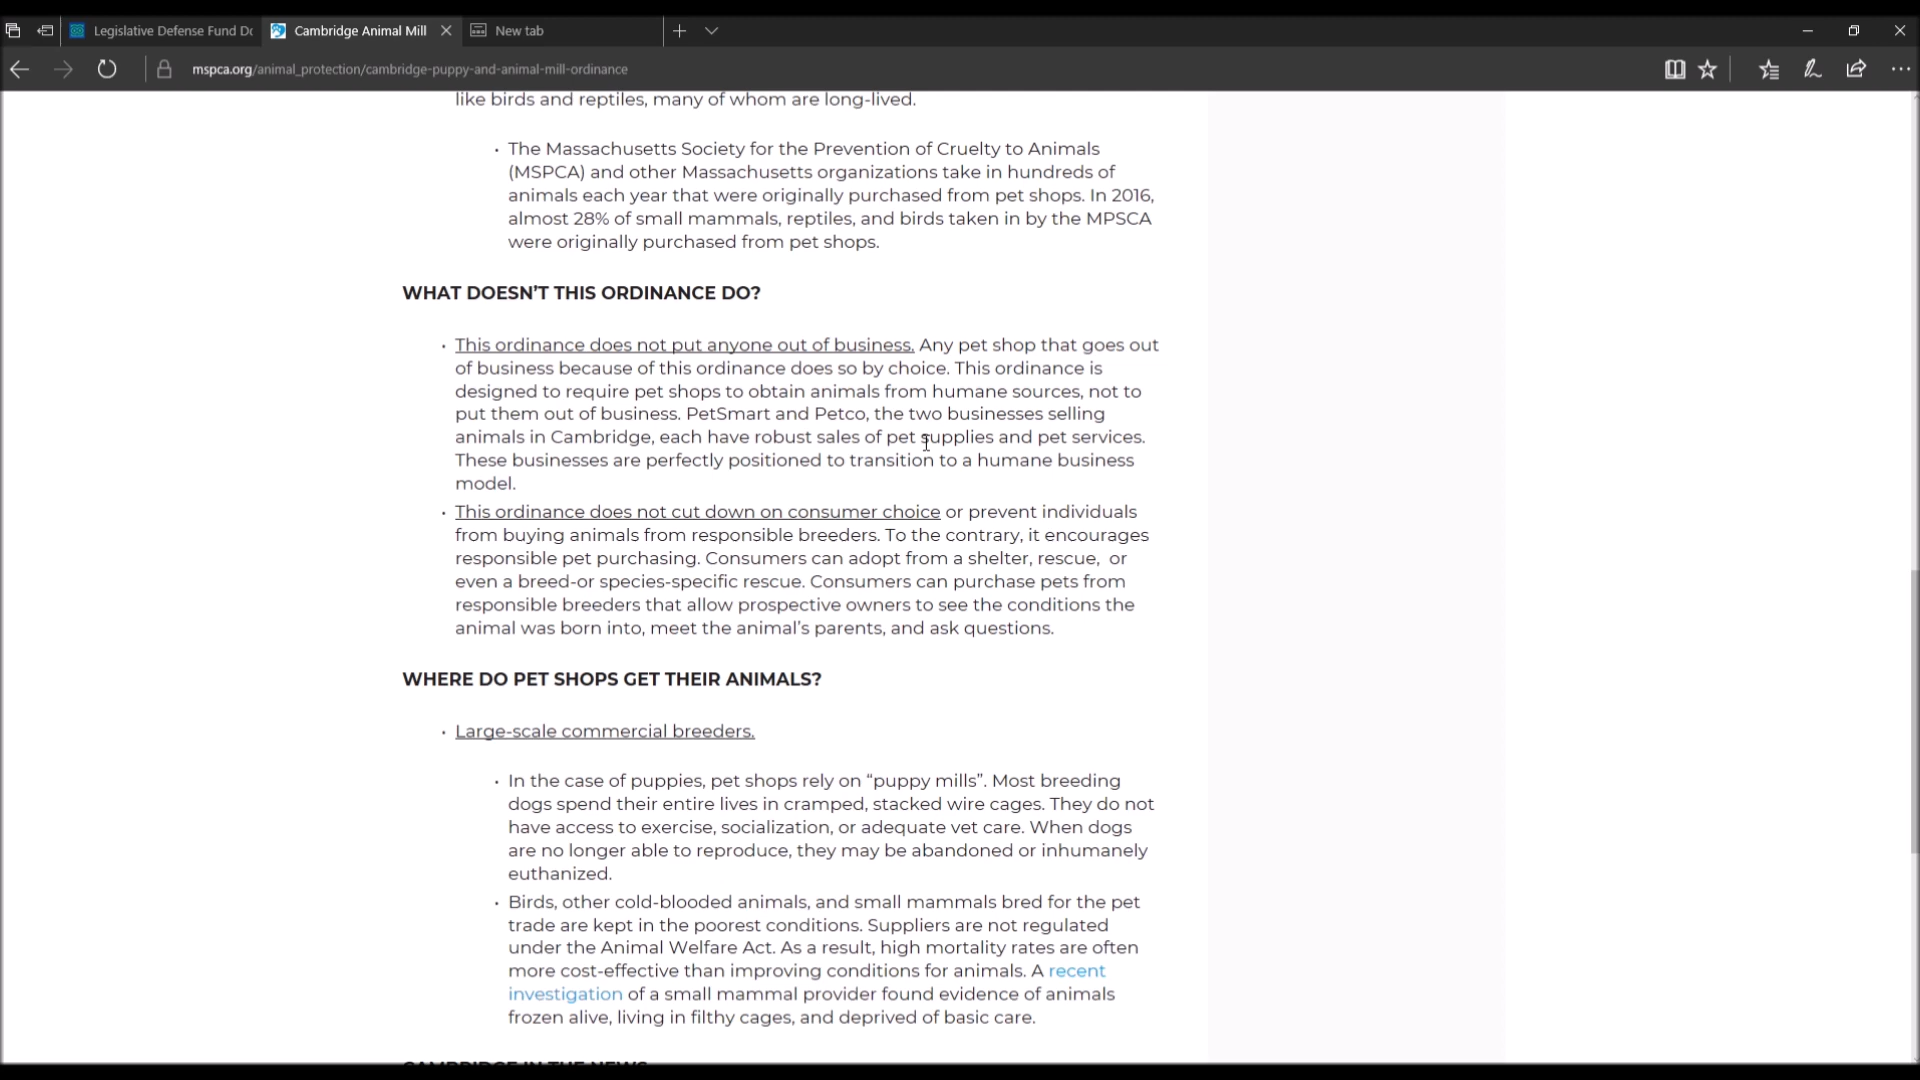 Legislative Defense Fund Do
Cambridge Animal Mill
New tab
mspca.org/animal_protection/cambridge-puppy-and-animal-mill-ordinance
like birds and reptiles, many of whom are long-lived.
• The Massachusetts Society for the Prevention of Cruelty to Animals
(MSPCA) and other Massachusetts organizations take in hundreds of
animals each year that were originally purchased from pet shops. In 2016,
almost 28% of small mammals, reptiles, and birds taken in by the MPSCA
were originally purchased from pet shops.
WHAT DOESN’T THIS ORDINANCE DO?
• This ordinance does not put anyone out of business. Any pet shop that goes out
of business because of this ordinance does so by choice. This ordinance is
designed to require pet shops to obtain animals from humane sources, not to
put them out of business. PetSmart and Petco, the two businesses selling
animals in Cambridge, each have robust sales of pet supplies and pet services.
These businesses are perfectly positioned to transition to a humane business
model.
• This ordinance does not cut down on consumer choice or prevent individuals
from buying animals from responsible breeders. To the contrary, it encourages
responsible pet purchasing. Consumers can adopt from a shelter, rescue, or
even a breed-or species-specific rescue. Consumers can purchase pets from
responsible breeders that allow prospective owners to see the conditions the
animal was born into, meet the animal’s parents, and ask questions.
WHERE DO PET SHOPS GET THEIR ANIMALS?
• Large-scale commercial breeders.
• In the case of puppies, pet shops rely on “puppy mills”. Most breeding
dogs spend their entire lives in cramped, stacked wire cages. They do not
have access to exercise, socialization, or adequate vet care. When dogs
are no longer able to reproduce, they may be abandoned or inhumanely
euthanized.
• Birds, other cold-blooded animals, and small mammals bred for the pet
trade are kept in the poorest conditions. Suppliers are not regulated
under the Animal Welfare Act. As a result, high mortality rates are often
more cost-effective than improving conditions for animals. A recent
investigation of a small mammal provider found evidence of animals
frozen alive, living in filthy cages, and deprived of basic care.
CAMBRIDGE IN THE NEWS